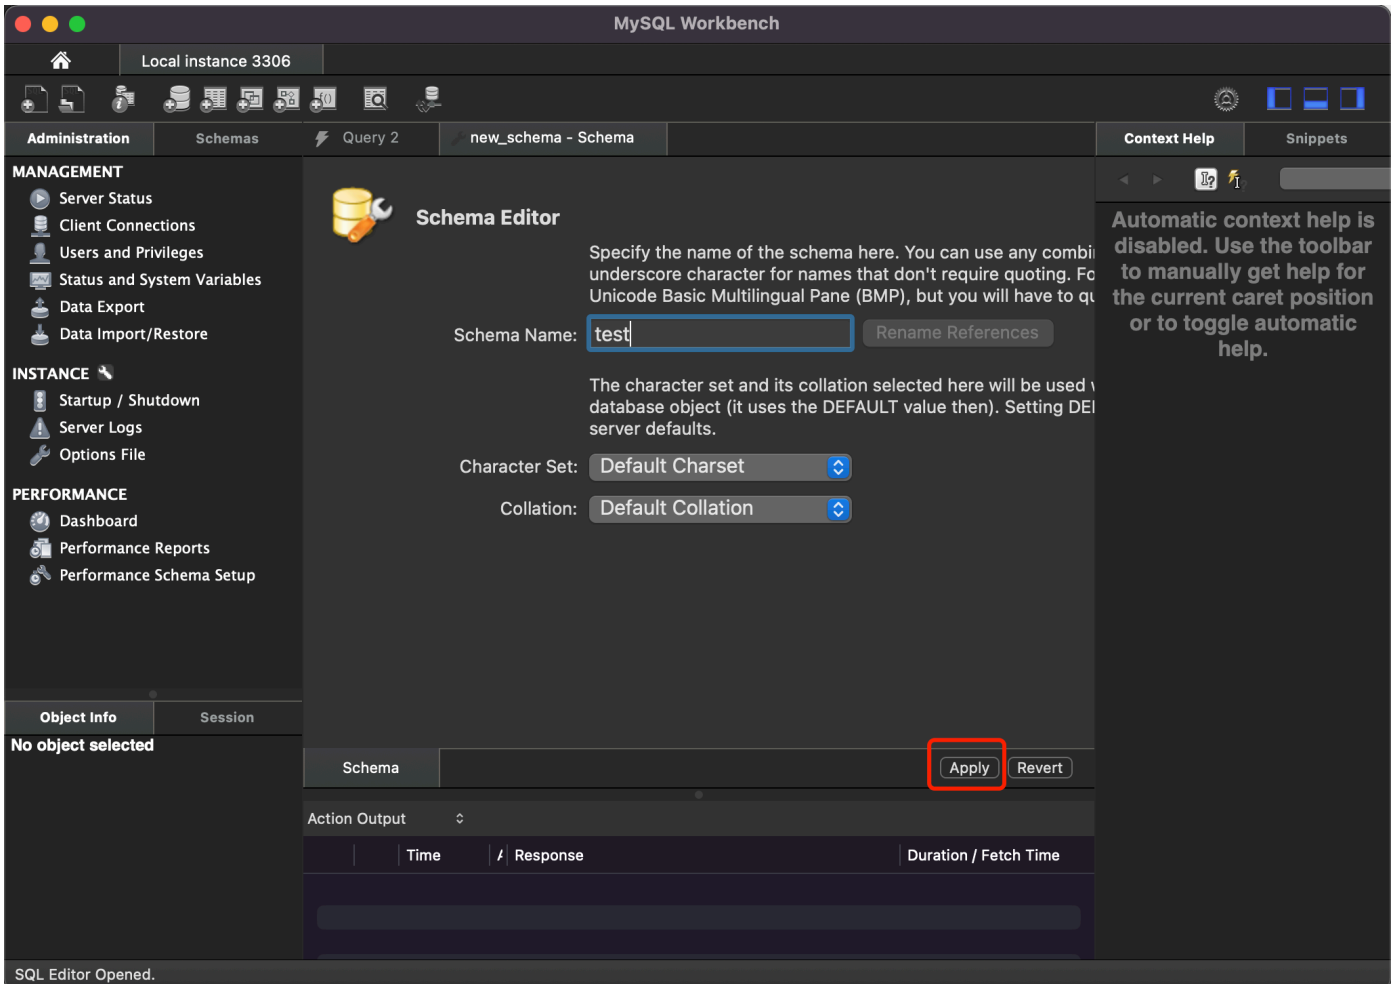 MySQL Workbench
Local instance 3306
Administration
Schemas
Query 2
new_schema - Schema
Context Help
Snippets
MANAGEMENT
Server Status
Client Connections
Users and Privileges
Status and System Variables
Data Export
Data Import/Restore
INSTANCE
Startup / Shutdown
Server Logs
Options File
PERFORMANCE
Dashboard
Performance Reports
Performance Schema Setup
Object Info
Session
No object selected
Schema Editor
Specify the name of the schema here. You can use any combi
underscore character for names that don't require quoting. Fo
Unicode Basic Multilingual Pane (BMP), but you will have to qu
Schema Name: test
Rename References
The character set and its collation selected here will be used
database object (it uses the DEFAULT value then). Setting DE
server defaults.
Character Set: Default Charset
Collation: Default Collation
Schema
Apply
Revert
Action Output
Time
Response
Duration / Fetch Time
Automatic context help is
disabled. Use the toolbar
to manually get help for
the current caret position
or to toggle automatic
help.
SQL Editor Opened.